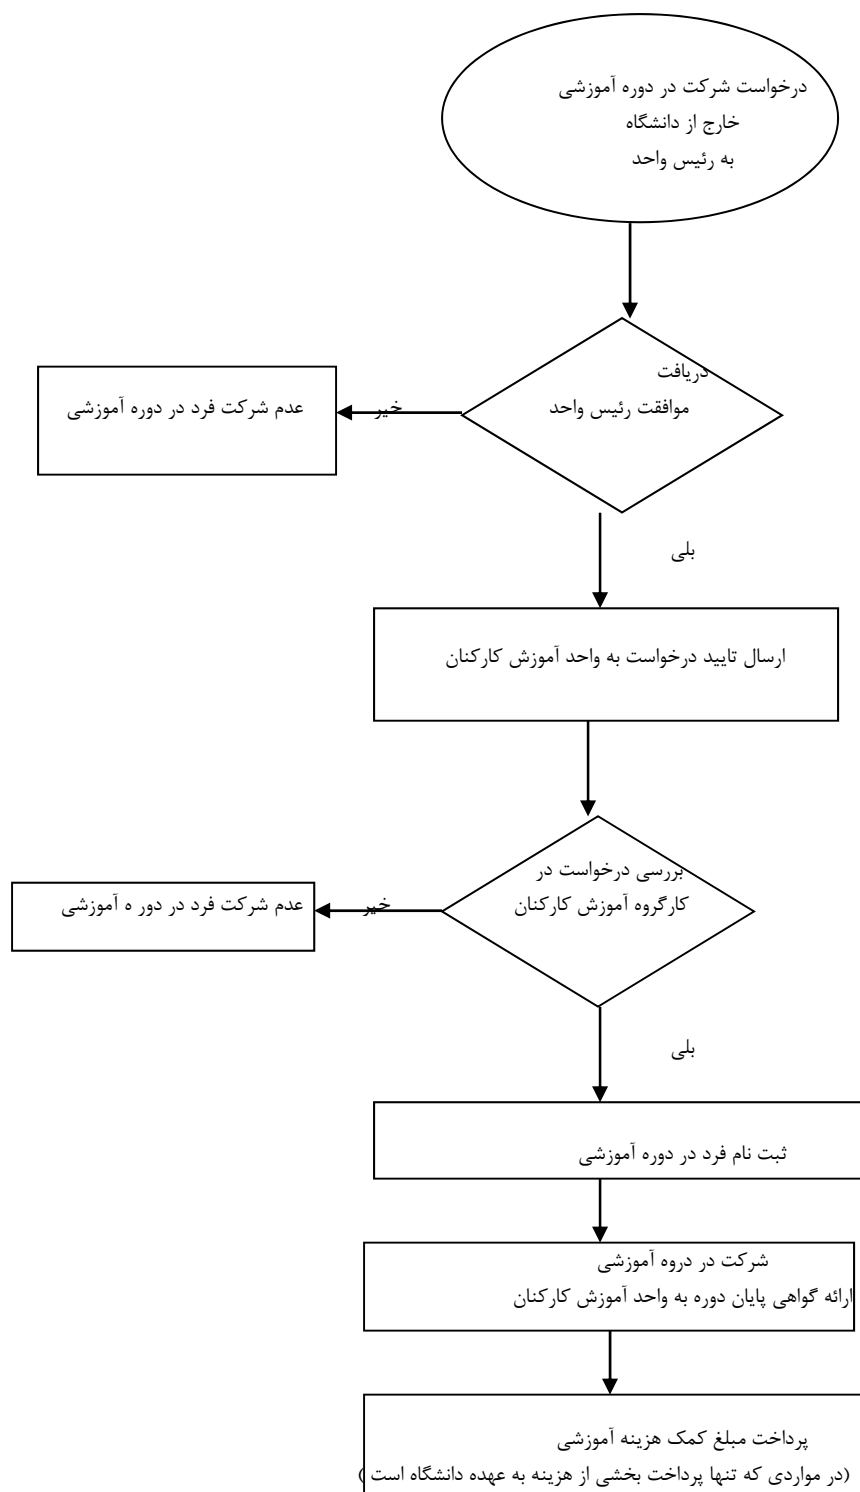 درخواست شرکت در دوره آموزشی
خارج از دانشگاه
به رئیس واحد
دریافت
موافقت رئیس واحد
خیر
عدم شرکت فرد در دوره آموزشی
بلی
ارسال تایید درخواست به واحد آموزش کارکنان
بررسی درخواست در
کارگروه آموزش کارکنان
خیر
عدم شرکت فرد در دور ه آموزشی
بلی
ثبت نام فرد در دوره آموزشی
شرکت در دروه آموزشی
ارائه گواهی پایان دوره به واحد آموزش کارکنان
پرداخت مبلغ کمک هزینه آموزشی
(در مواردی که تنها پرداخت بخشی از هزینه به عهده دانشگاه است )